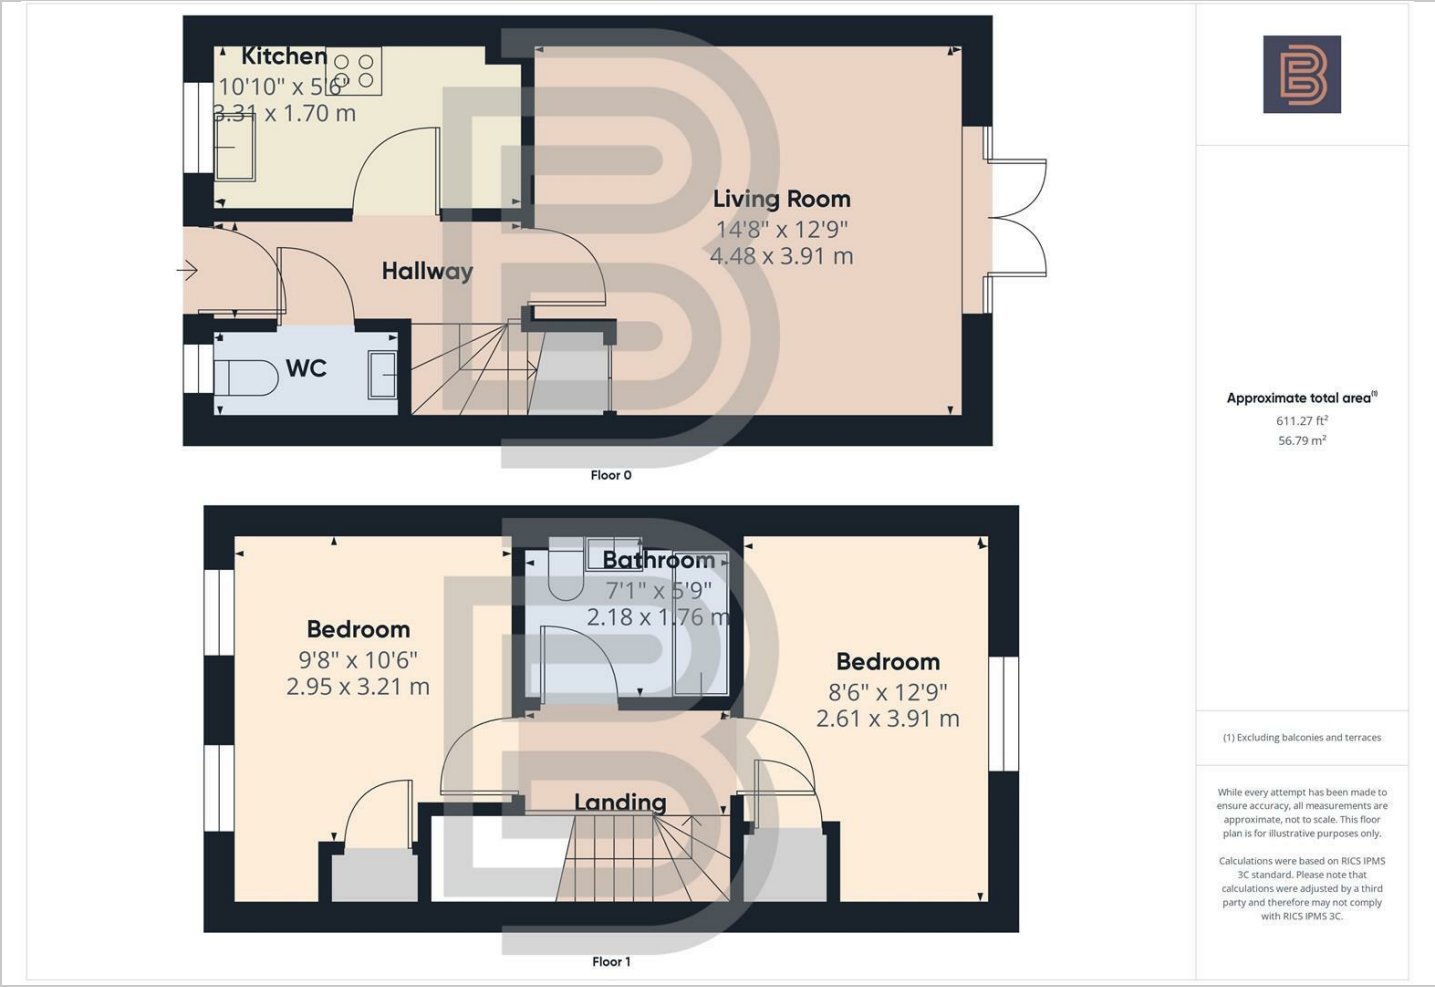 Kitchen
10'10" x 5'6"
3.31 x 1.70 m
Living Room
14'8" x 12'9"
4.48 x 3.91 m
Hallway
WC
Floor 0
Bedroom
9'8" x 10'6"
2.95 x 3.21 m
Bathroom
7'1" x 5'9"
2.18 x 1.76 m
Bedroom
8'6" x 12'9"
2.61 x 3.91 m
Landing
Floor 1
B
Approximate total area⁽¹⁾
611.27 ft²
56.79 m²
(1) Excluding balconies and terraces
While every attempt has been made to
ensure accuracy, all measurements are
approximate, not to scale. This floor
plan is for illustrative purposes only.
Calculations were based on RICS IPMS
3C standard. Please note that
calculations were adjusted by a third
party and therefore may not comply
with RICS IPMS 3C.